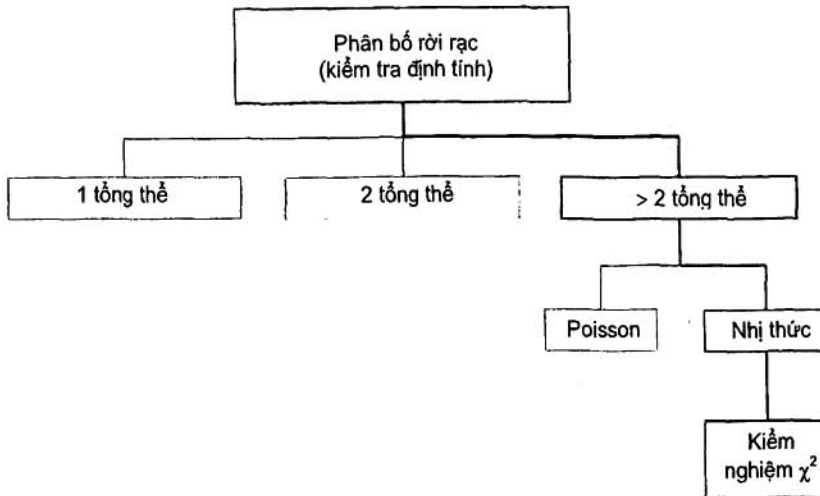 Phân bố rời rạc
(kiểm tra định tính)
1 tổng thể
2 tổng thể
> 2 tổng thể
Poisson
Nhị thức
Kiểm
nghiệm χ²